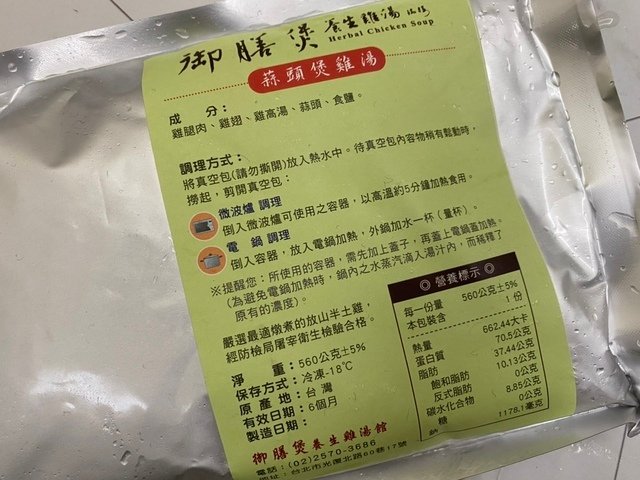 御膳煲 養生雞湯
Herbal Chicken Soup
蒜頭煲雞湯
成 分：
雞腿肉、雞翅、雞高湯、蒜頭、食鹽。
調理方式：
將真空包(請勿撕開)放入熱水中。待真空包內容物稍有鬆動時，
撈起，剪開真空包：
微波爐 調理
倒入微波爐可使用之容器，以高溫約5分鐘加熱食用。
電 鍋 調理
倒入容器，放入電鍋加熱，外鍋加水一杯(量杯)。
※提醒您：所使用的容器，需先加上蓋子，再蓋上電鍋蓋加熱。
(為避免電鍋加熱時，鍋內之水蒸汽滴入湯汁內，而稀釋了
原有的濃度)。
嚴選最適燉煮的放山半土雞，
經防檢局屠宰衛生檢驗合格。
淨 重：560公克±5%
保存方式：冷凍-18℃
原 產 地：台 灣
有效日期：6個月
製造日期：
御膳煲養生雞湯館
電話：(02)2570-3686
地址：台北市光復北路60巷17號
◎ 營養標示 ◎
每一份量 560公克±5%
本包裝含 1 份
熱量 662.44大卡
蛋白質 70.5公克
脂肪 37.44公克
飽和脂肪 10.13公克
反式脂肪 0公克
碳水化合物 8.85公克
糖 0公克
鈉 1178.1毫克